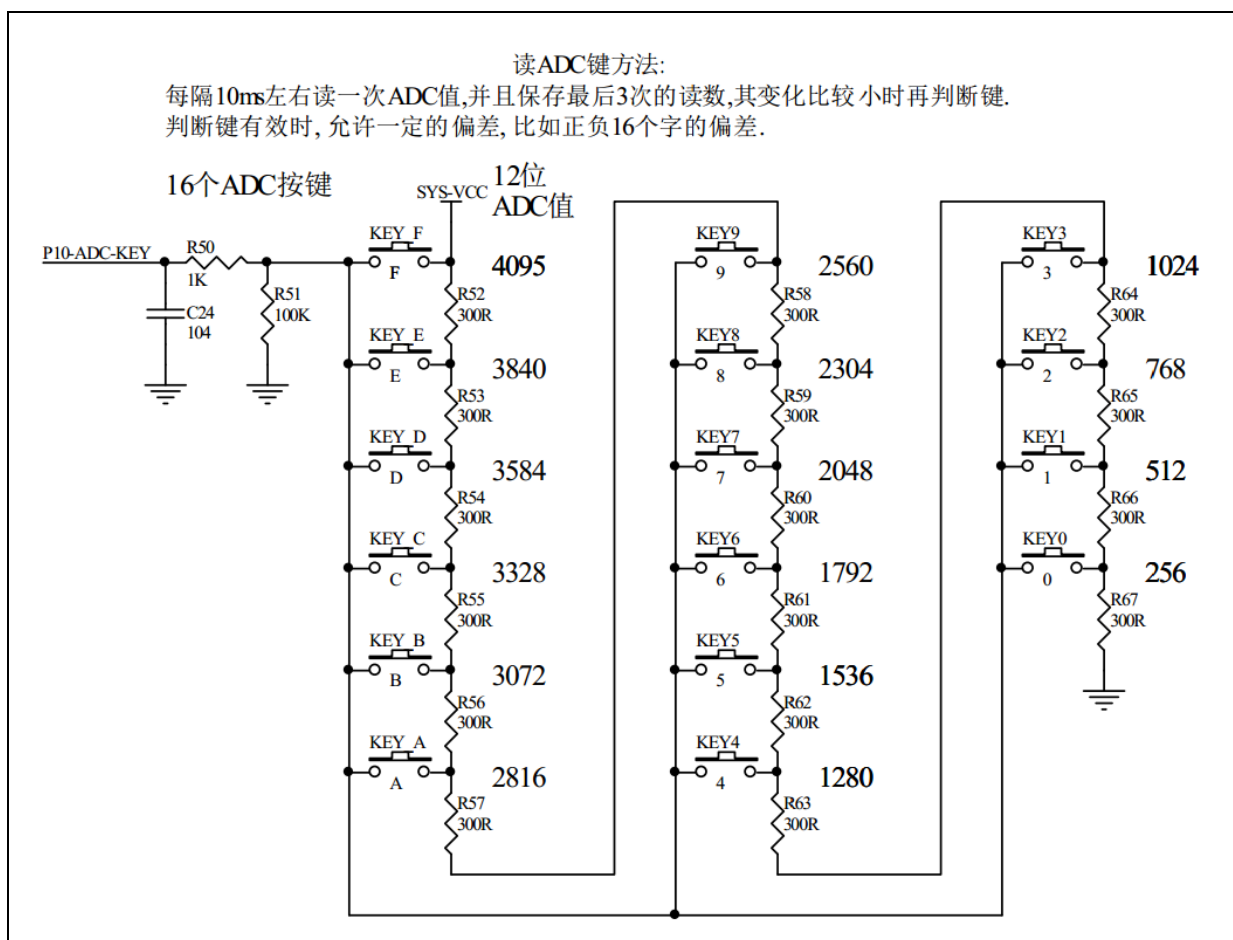 读ADC键方法:
每隔10ms左右读一次ADC值,并且保存最后3次的读数,其变化比较小时再判断键.
判断键有效时, 允许一定的偏差, 比如正负16个字的偏差.
16个ADC按键
SYS-VCC
12位
ADC值
P10-ADC-KEY
R50
1K
C24
104
R51
100K
KEY_F
F
4095
R52
300R
KEY_E
E
3840
R53
300R
KEY_D
D
3584
R54
300R
KEY_C
C
3328
R55
300R
KEY_B
B
3072
R56
300R
KEY_A
A
2816
R57
300R
KEY9
9
2560
R58
300R
KEY8
8
2304
R59
300R
KEY7
7
2048
R60
300R
KEY6
6
1792
R61
300R
KEY5
5
1536
R62
300R
KEY4
4
1280
R63
300R
KEY3
3
1024
R64
300R
KEY2
2
768
R65
300R
KEY1
1
512
R66
300R
KEY0
0
256
R67
300R